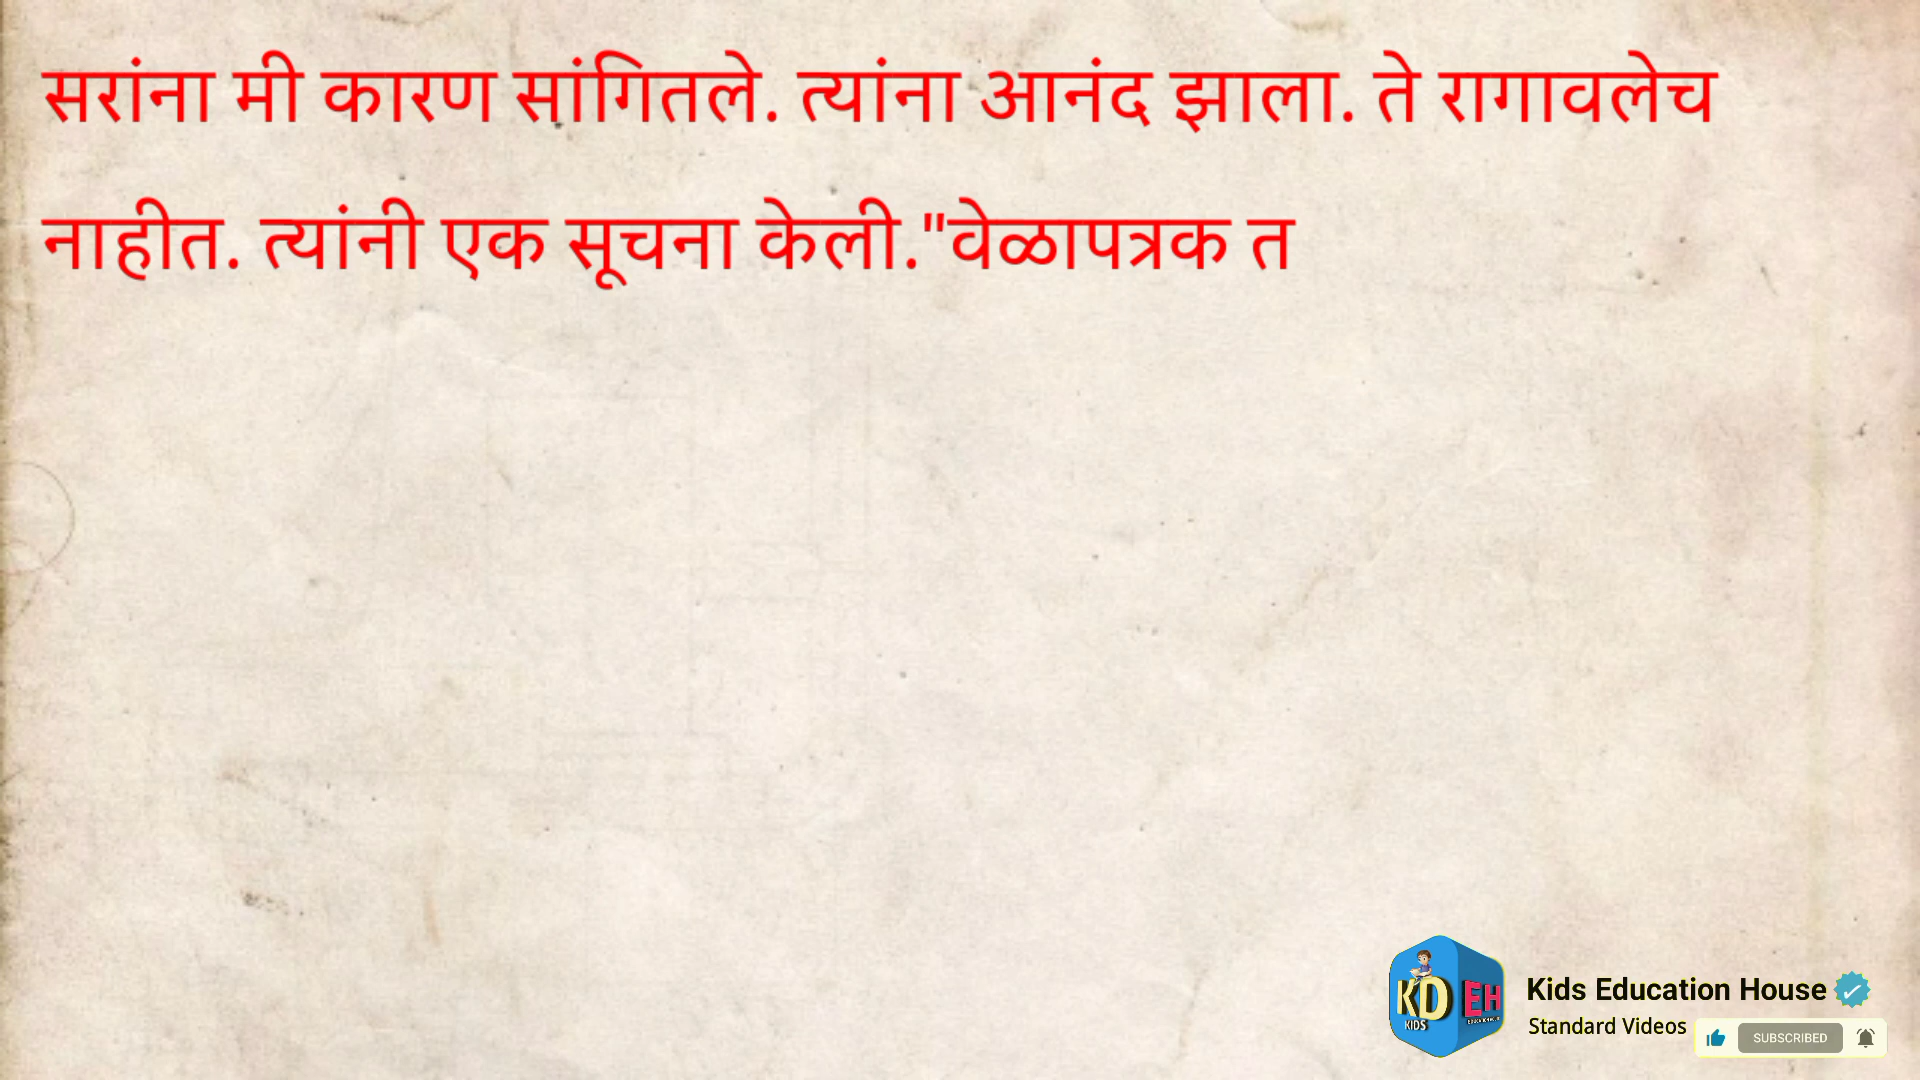 सरांना मी कारण सांगितले. त्यांना आनंद झाला. ते रागावलेच
नाहीत. त्यांनी एक सूचना केली."वेळापत्रक त
KD EH
KIDS
Kids Education House
Standard Videos
SUBSCRIBED